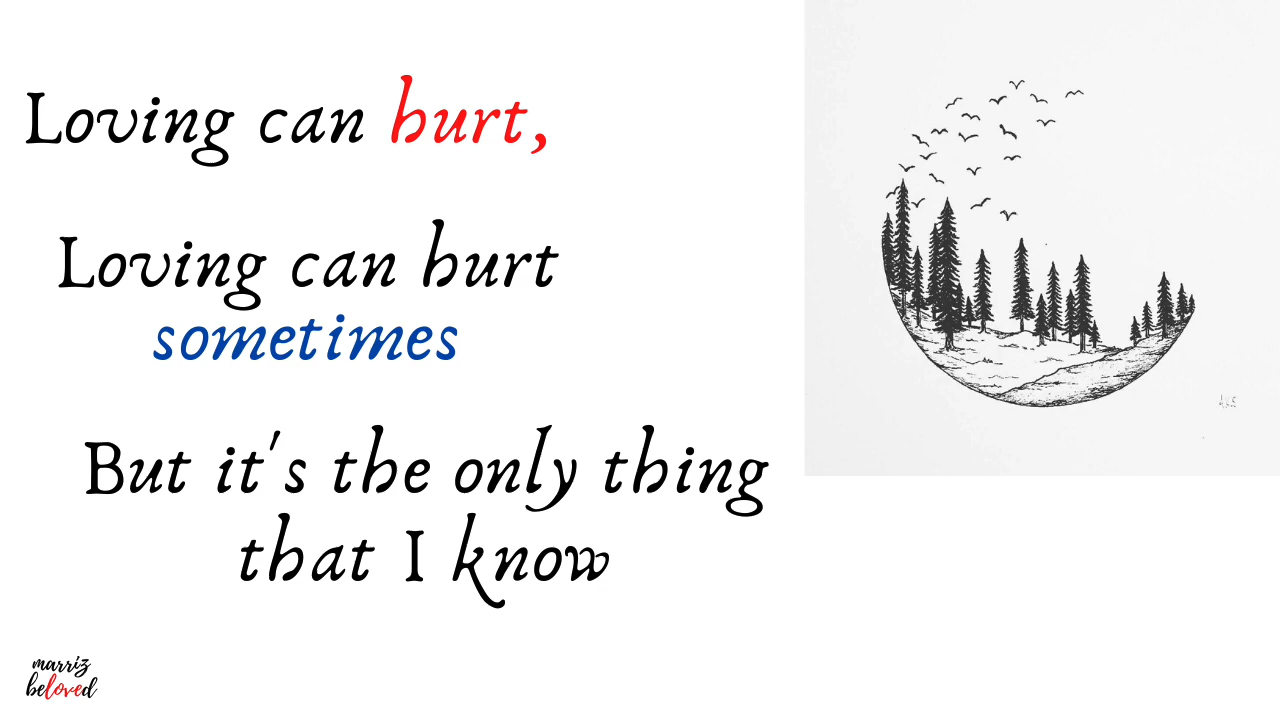 Loving can hurt,
Loving can hurt
sometimes
But it's the only thing
that I know
marriz
beloved